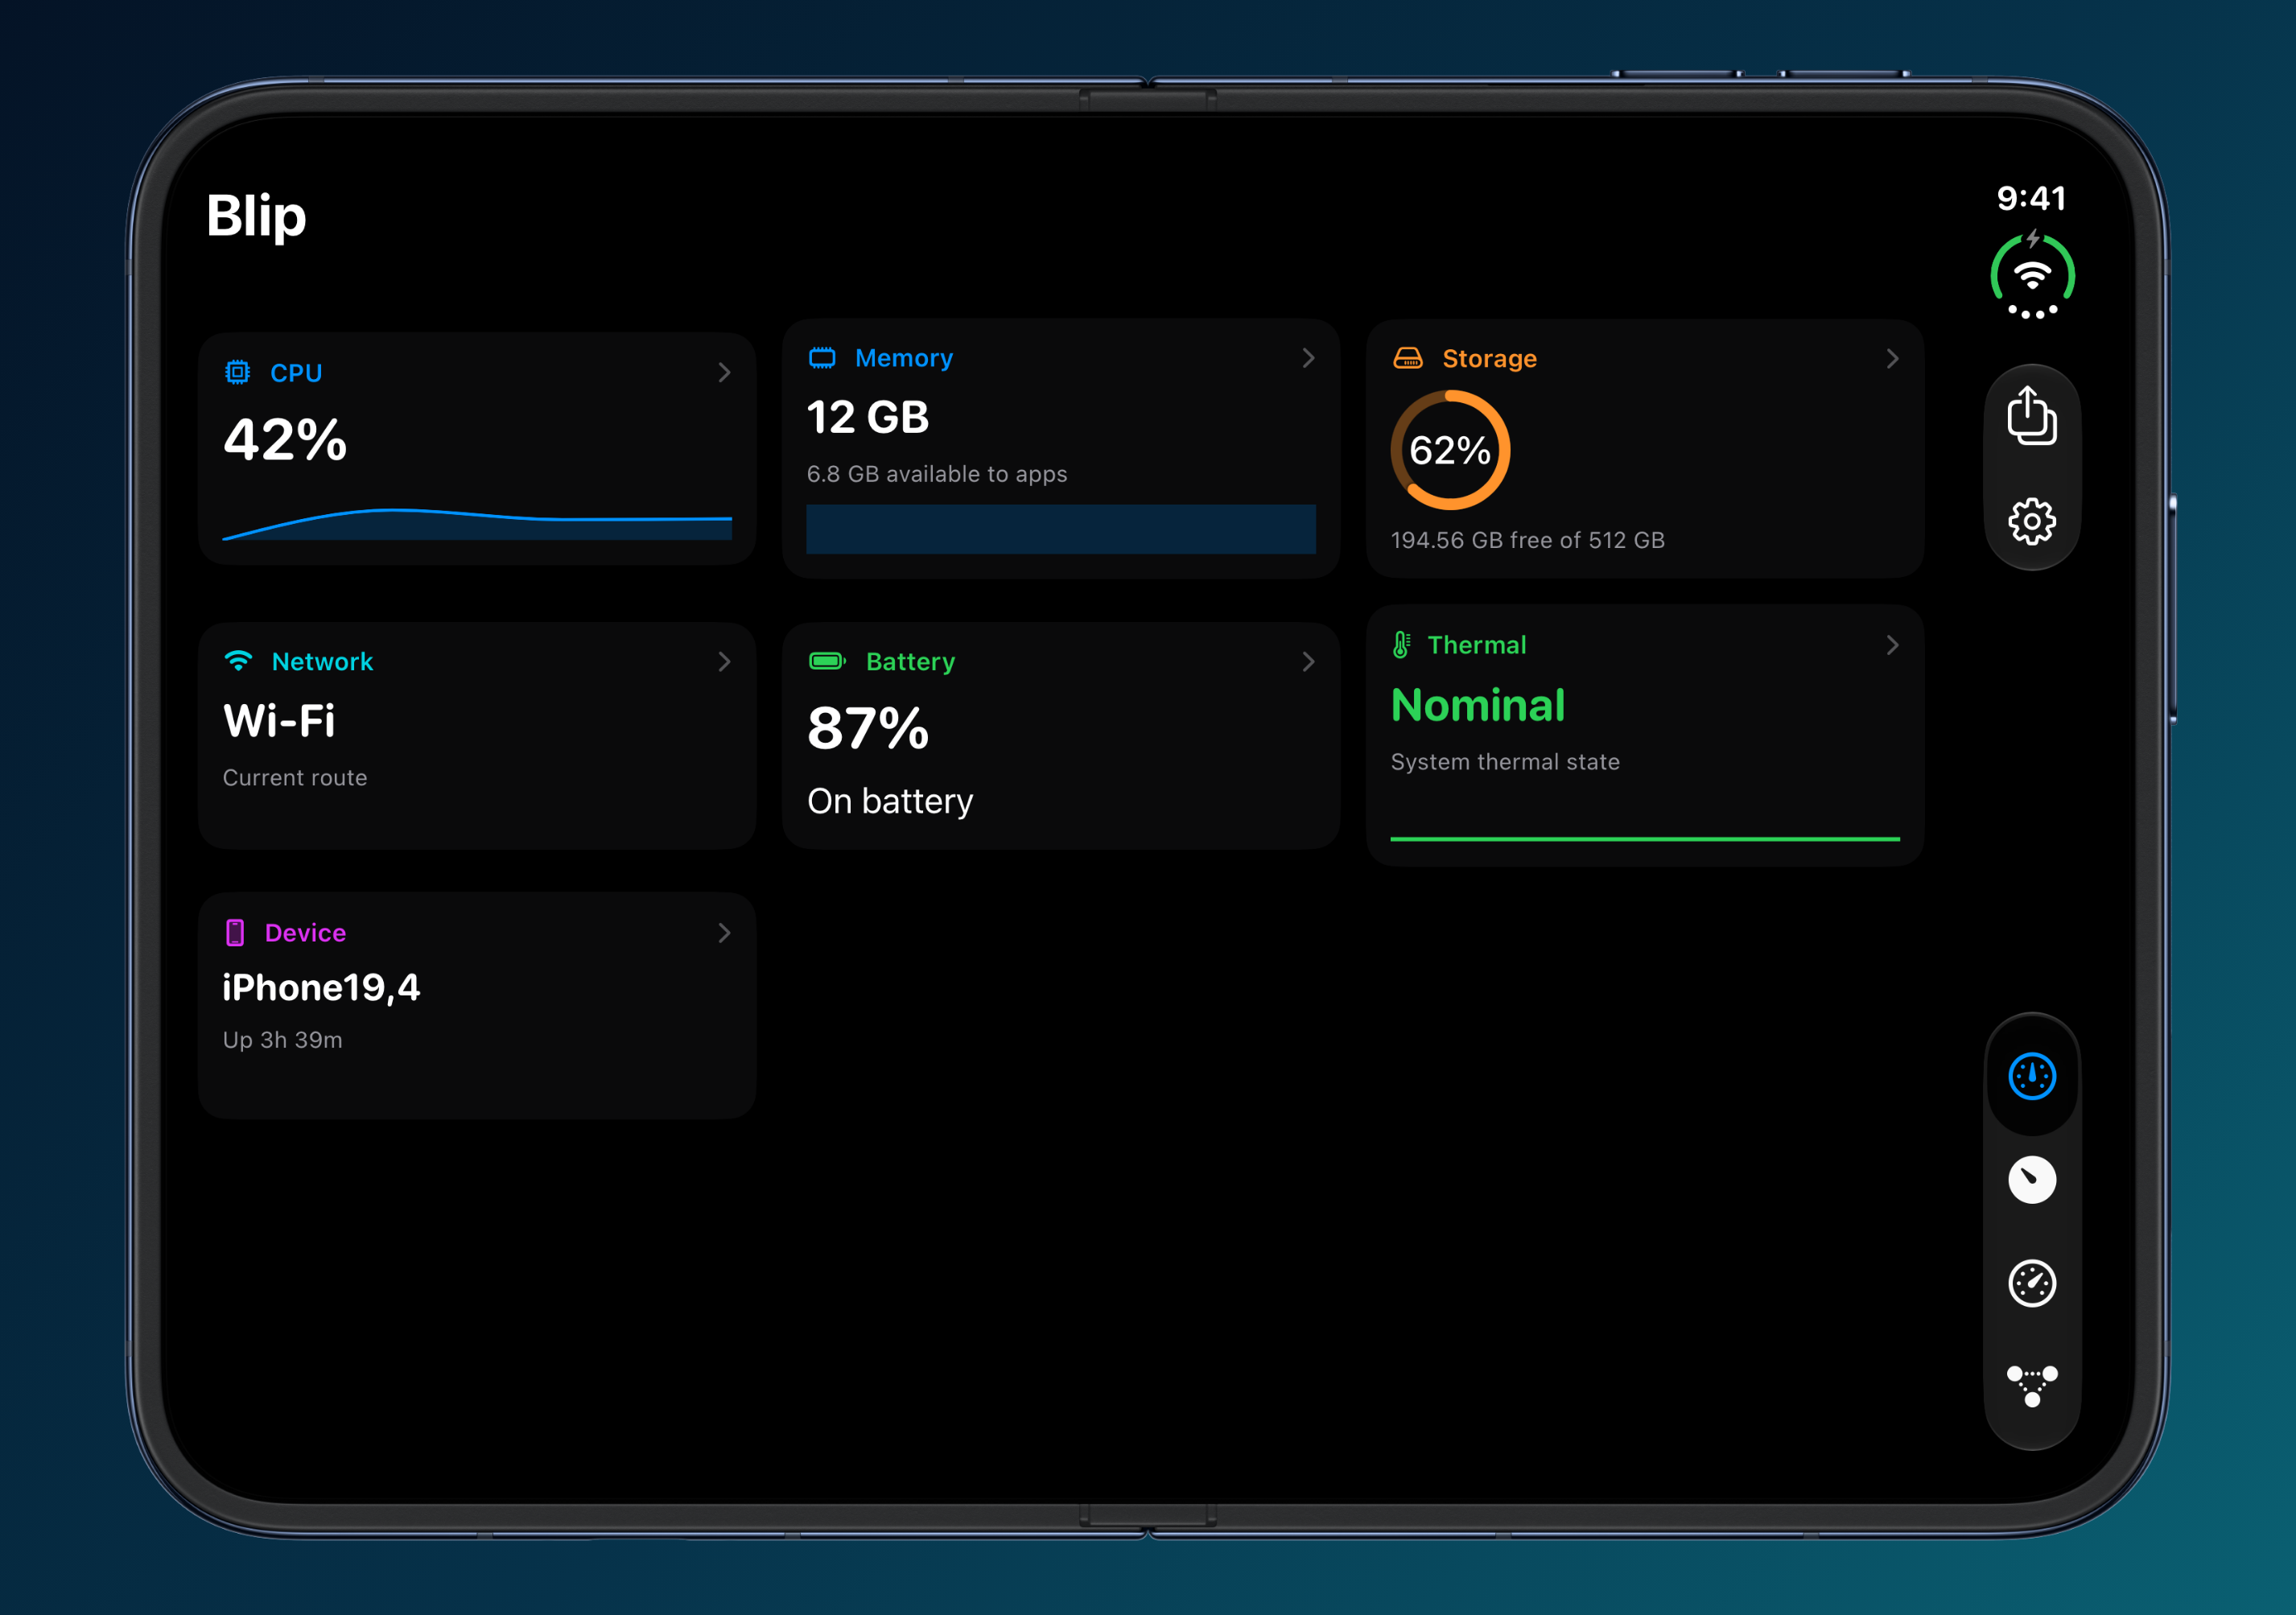 Blip
9:41
CPU
42%
Memory
12 GB
6.8 GB available to apps
Storage
62%
194.56 GB free of 512 GB
Network
Wi-Fi
Current route
Battery
87%
On battery
Thermal
Nominal
System thermal state
Device
iPhone19,4
Up 3h 39m